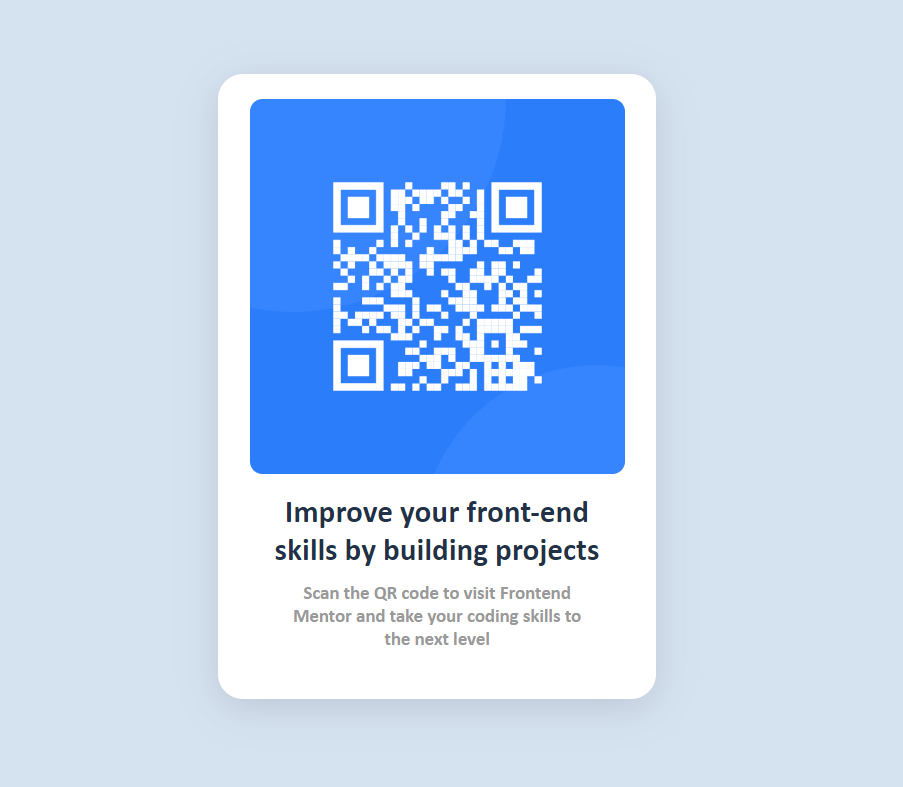 Improve your front-end
skills by building projects
Scan the QR code to visit Frontend
Mentor and take your coding skills to
the next level